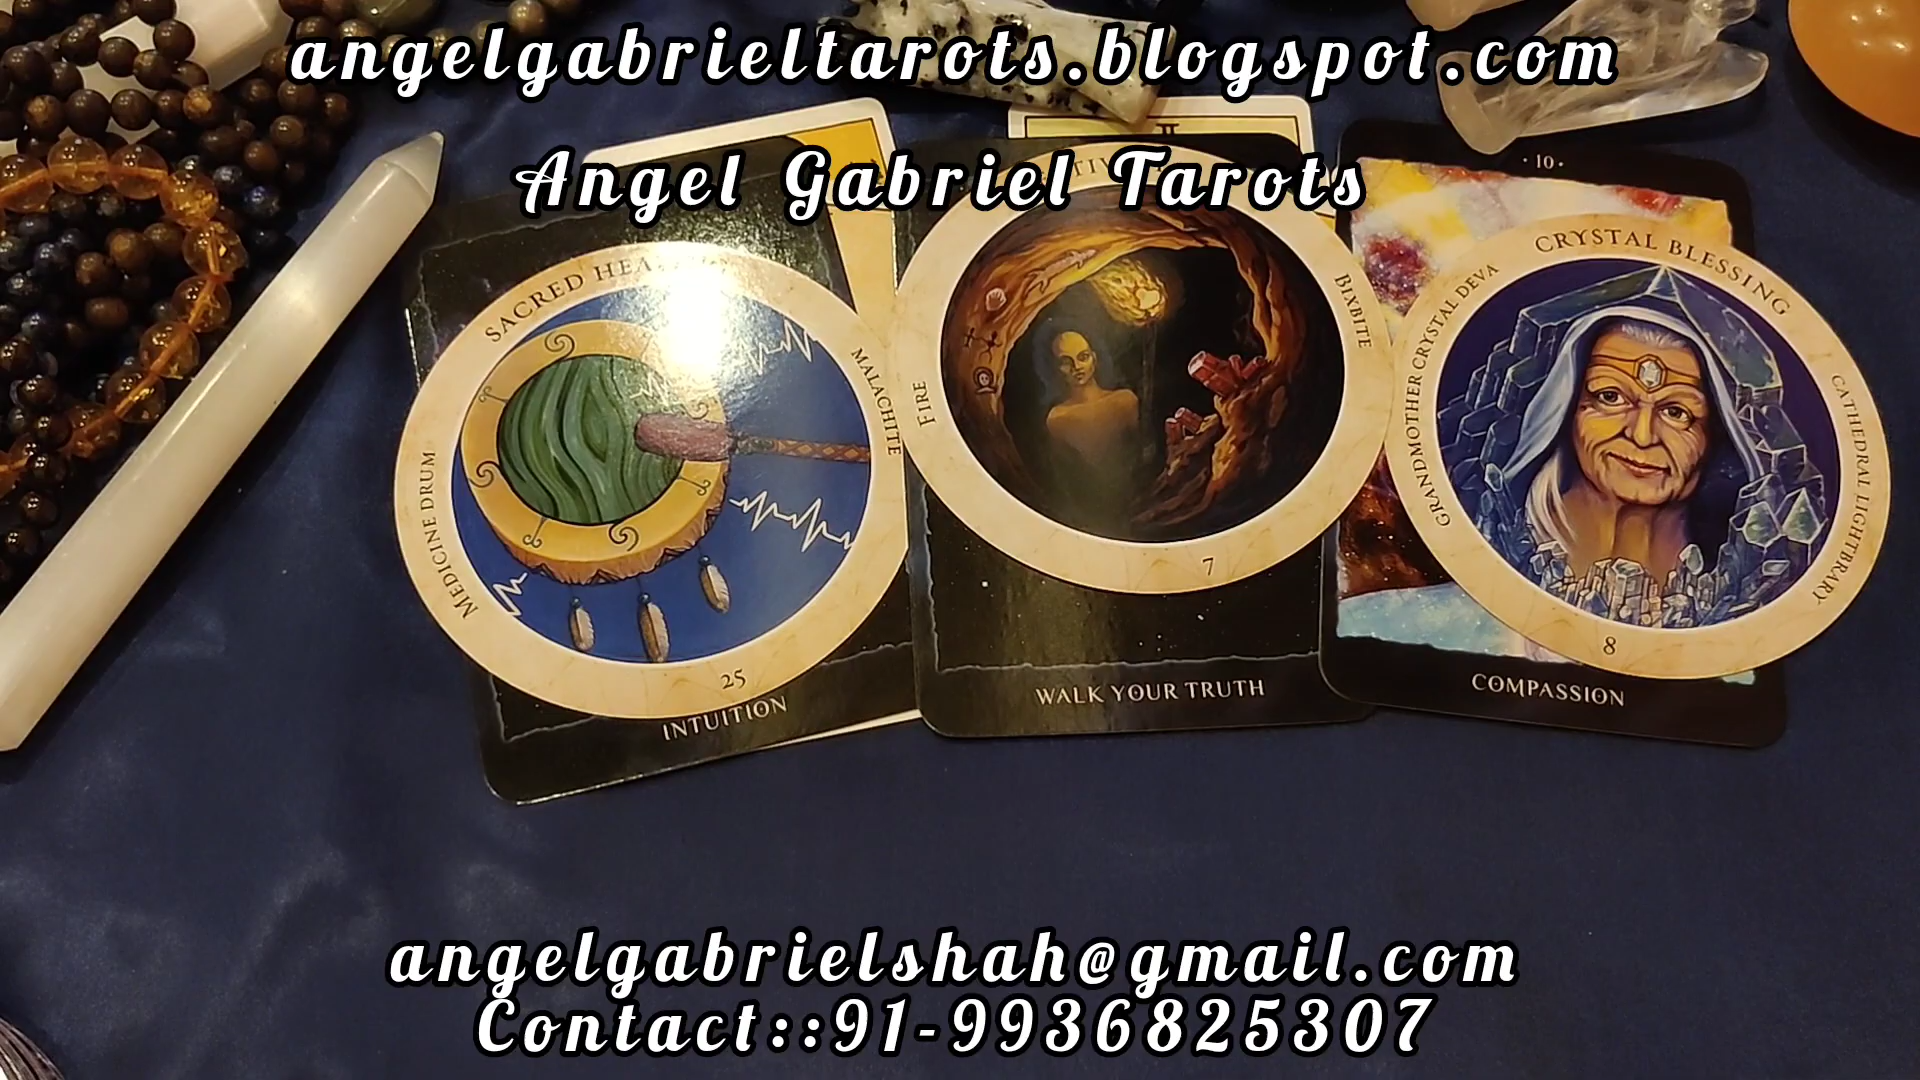 angelgabrieltarots.blogspot.com
Angel Gabriel Tarots
II
· 10 ·
SACRED
MALACHITE
MEDICINE DRUM
25
INTUITION
FIRE
BIXBITE
7
WALK YOUR TRUTH
CRYSTAL BLESSING
GRANDMOTHER CRYSTAL DEVA
CATHEDRAL LIGHTBRARY
8
COMPASSION
angelgabrielshah@gmail.com
Contact::91-9936825307